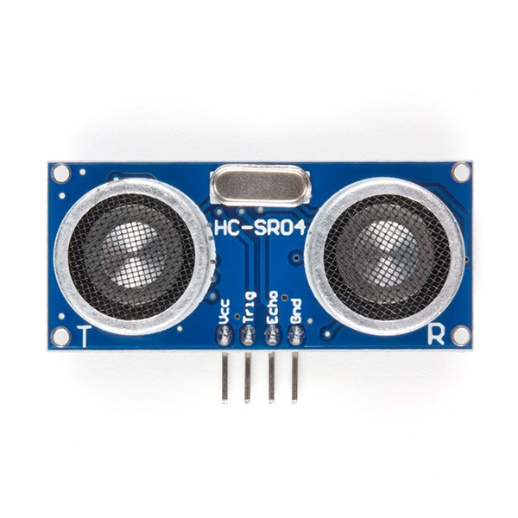 HC-SR04
Vcc
Trig
Echo
Gnd
T
R